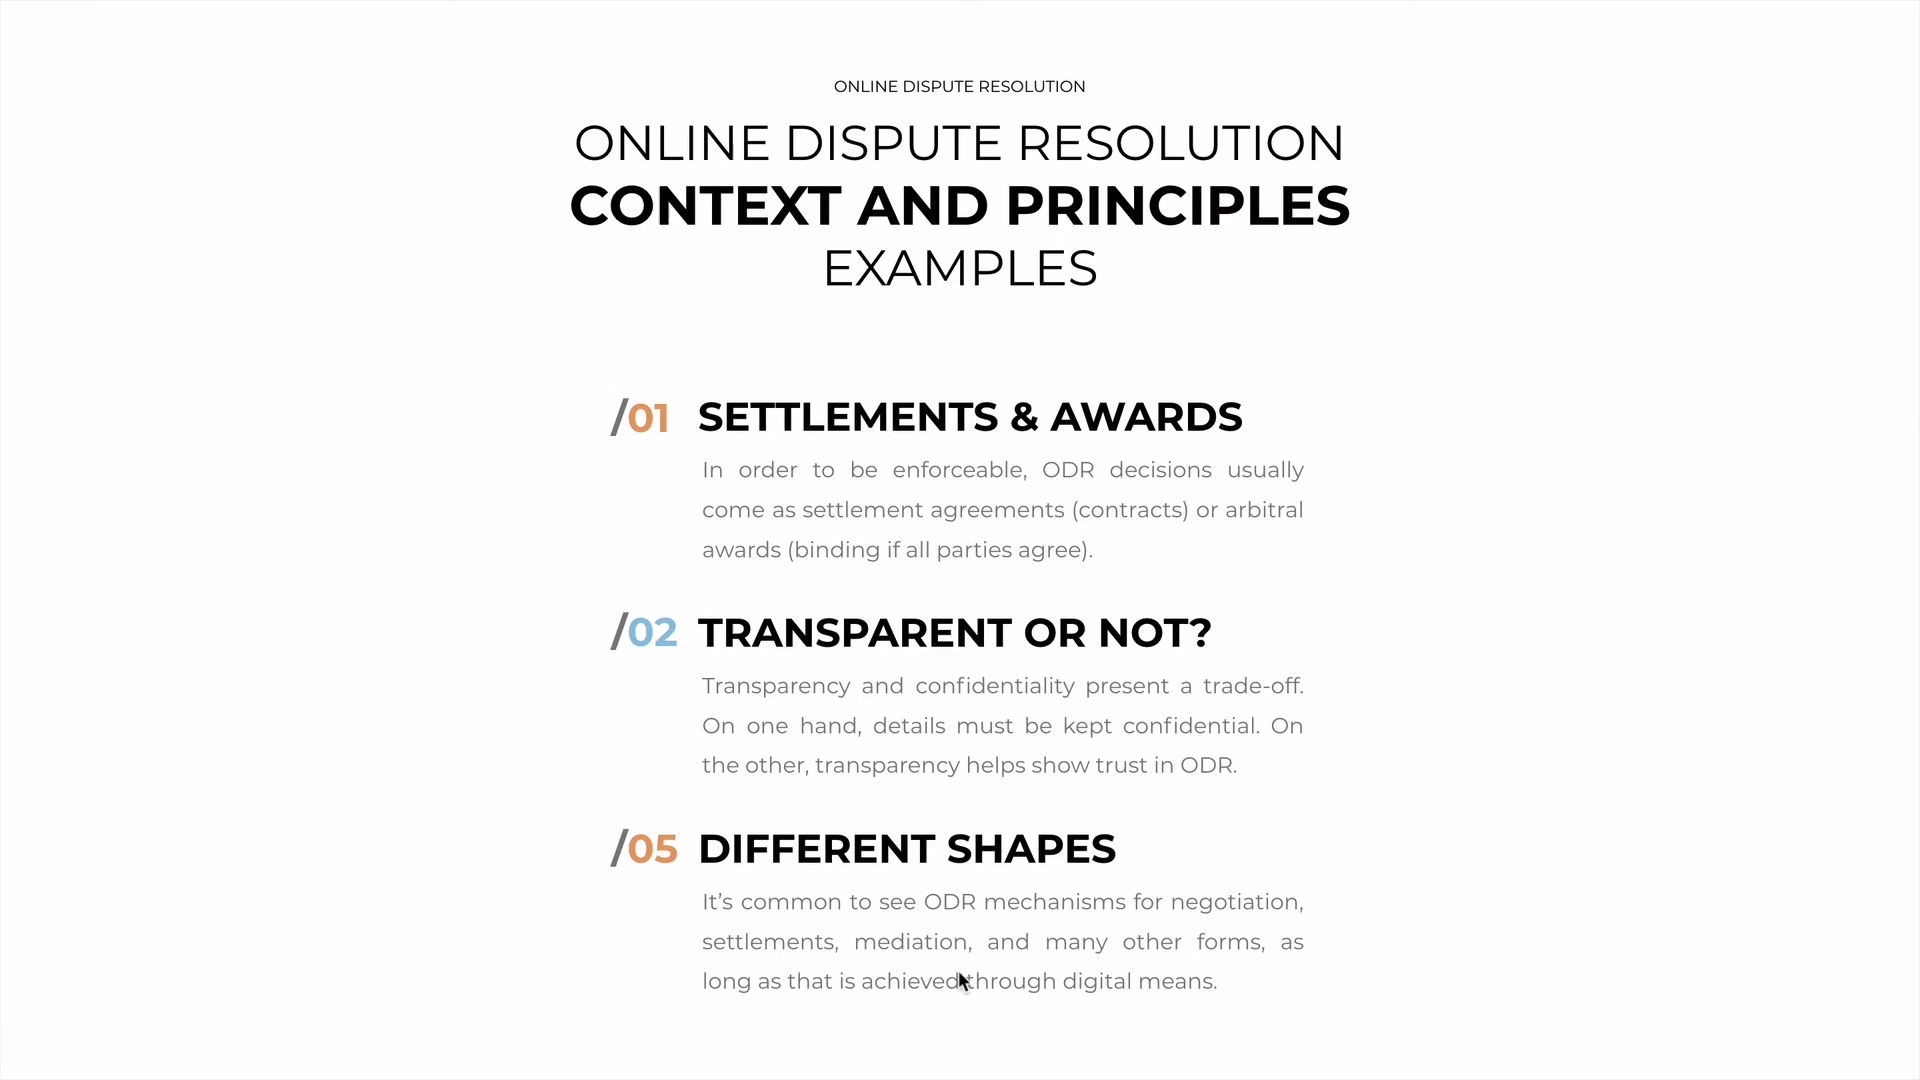 ONLINE DISPUTE RESOLUTION
ONLINE DISPUTE RESOLUTION
CONTEXT AND PRINCIPLES
EXAMPLES
/01 SETTLEMENTS & AWARDS
In order to be enforceable, ODR decisions usually
come as settlement agreements (contracts) or arbitral
awards (binding if all parties agree).
/02 TRANSPARENT OR NOT?
Transparency and confidentiality present a trade-off.
On one hand, details must be kept confidential. On
the other, transparency helps show trust in ODR.
/05 DIFFERENT SHAPES
It’s common to see ODR mechanisms for negotiation,
settlements, mediation, and many other forms, as
long as that is achieved through digital means.